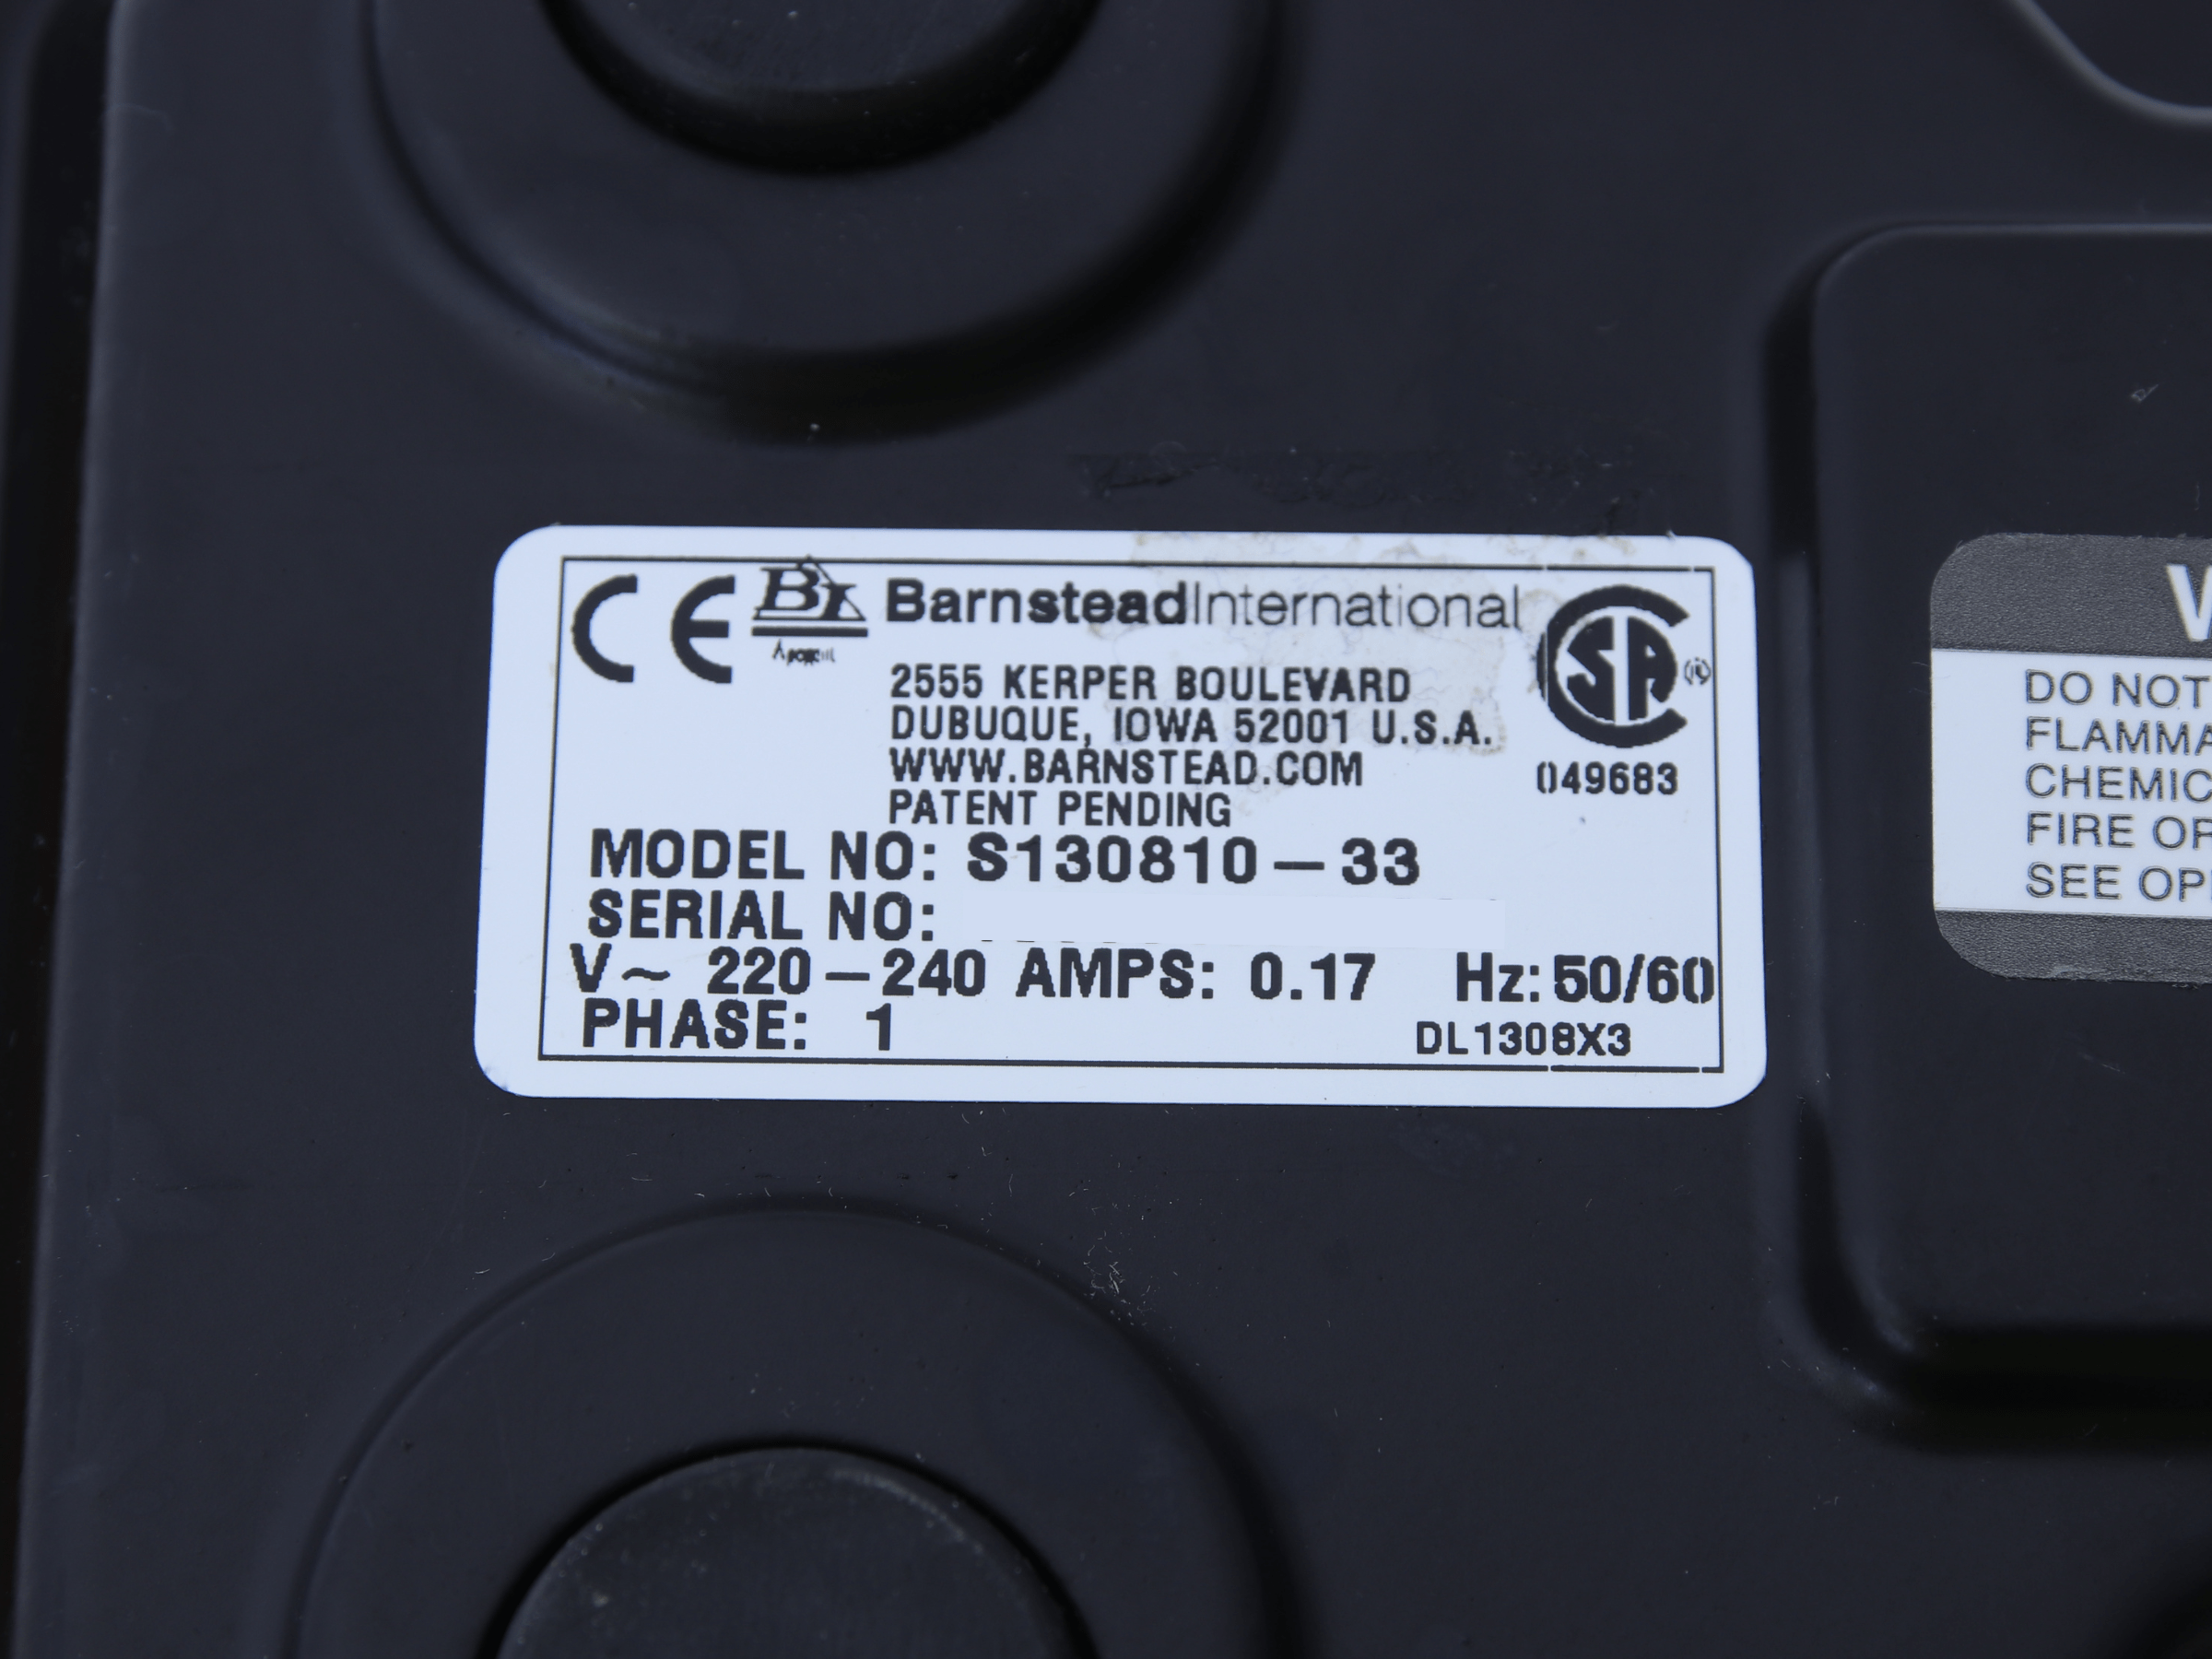 CE BI BarnsteadInternational SA
2555 KERPER BOULEVARD
DUBUQUE, IOWA 52001 U.S.A.
WWW.BARNSTEAD.COM
PATENT PENDING
049683
MODEL NO: S130810-33
SERIAL NO:
V~ 220-240 AMPS: 0.17 Hz: 50/60
PHASE: 1
DL1308X3
DO NOT
FLAMMA
CHEMIC
FIRE OR
SEE OP